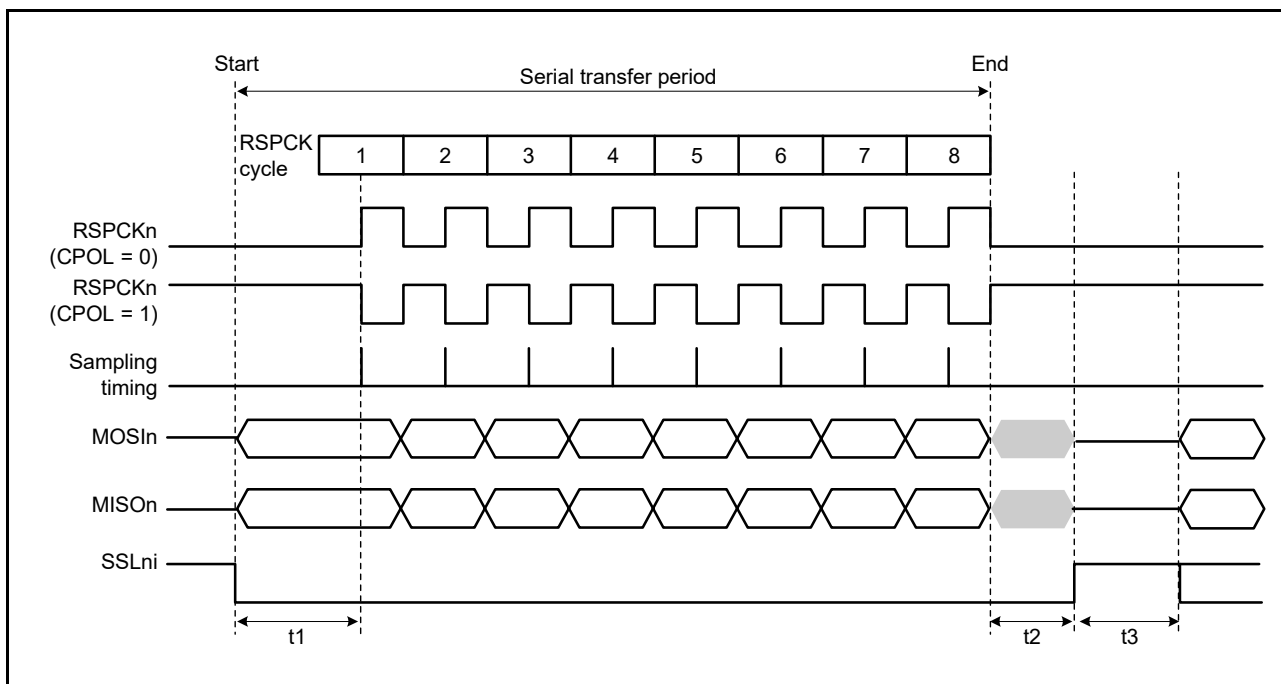 Start
End
Serial transfer period
RSPCK
cycle
1 2 3 4 5 6 7 8
RSPCKn
(CPOL = 0)
RSPCKn
(CPOL = 1)
Sampling
timing
MOSIn
MISOn
SSLni
t1
t2
t3